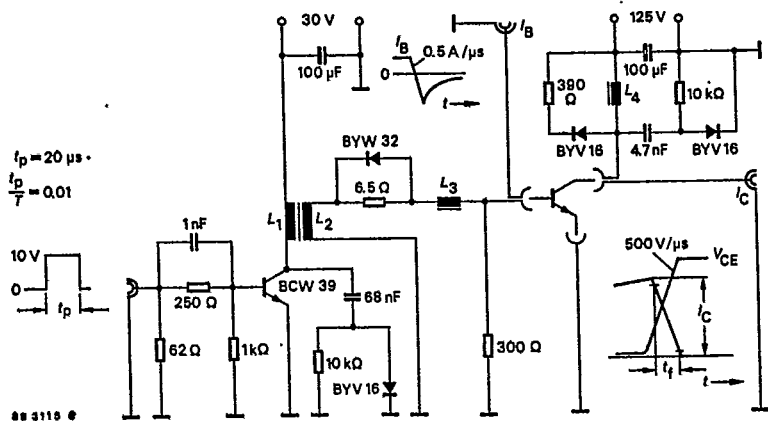 30 V
100 µF
I_B
0.5 A/µs
0
t
I_B
125 V
100 µF
390 Ω
L4
10 kΩ
BYV 16
4.7 nF
BYV 16
t_p = 20 µs
t_p/T = 0.01
BYW 32
6.5 Ω
L3
L1
L2
I_C
1 nF
10 V
0
t_p
250 Ω
BCW 39
68 nF
500 V/µs
V_CE
I_C
62 Ω
1 kΩ
10 kΩ
BYV 16
300 Ω
t_f
t